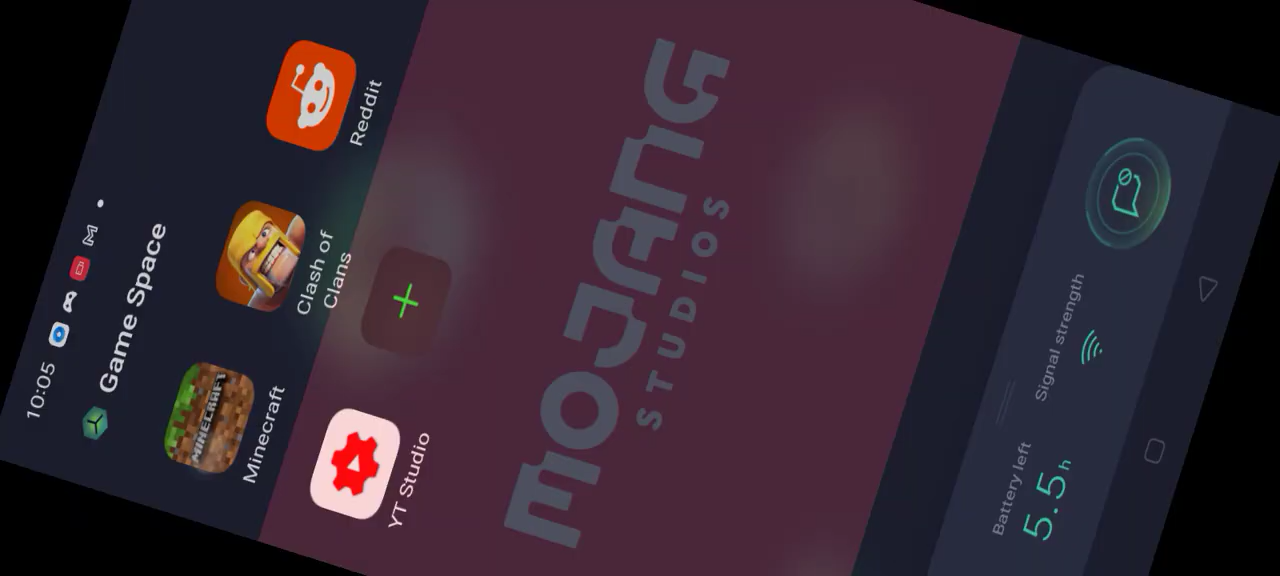 10:05
Game Space
MINECRAFT
Minecraft
Clash of
Clans
Reddit
YT Studio
MOJANG
STUDIOS
Battery left
5.5h
Signal strength